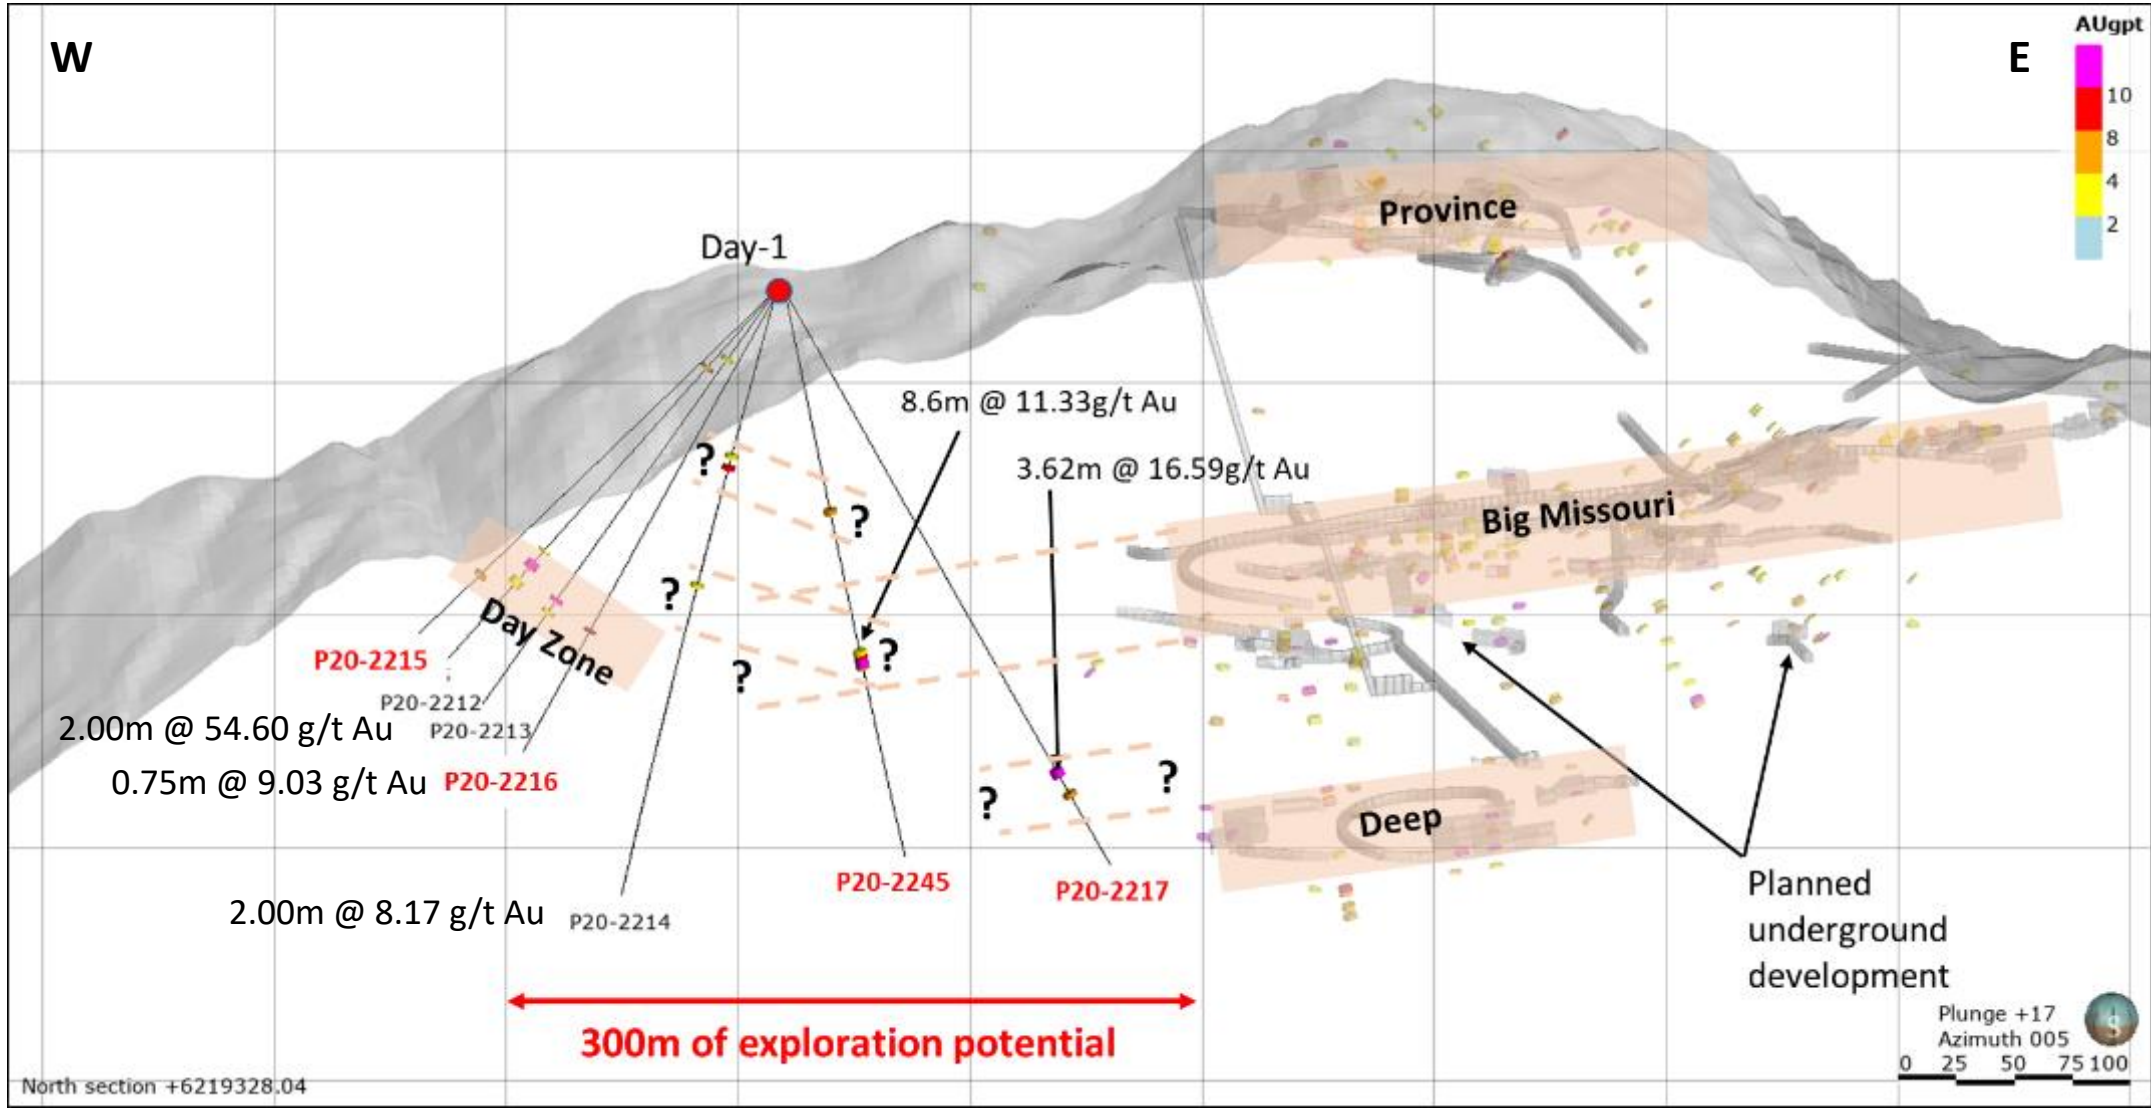 W
E
AUgpt
10
8
4
2
Province
Day-1
8.6m @ 11.33g/t Au
?
3.62m @ 16.59g/t Au
?
Big Missouri
?
Day Zone
?
P20-2215
?
P20-2212
2.00m @ 54.60 g/t Au
P20-2213
0.75m @ 9.03 g/t Au
P20-2216
?
?
Deep
P20-2245
P20-2217
2.00m @ 8.17 g/t Au
P20-2214
Planned
underground
development
300m of exploration potential
Plunge +17
Azimuth 005
S
0 25 50 75 100
North section +6219328.04